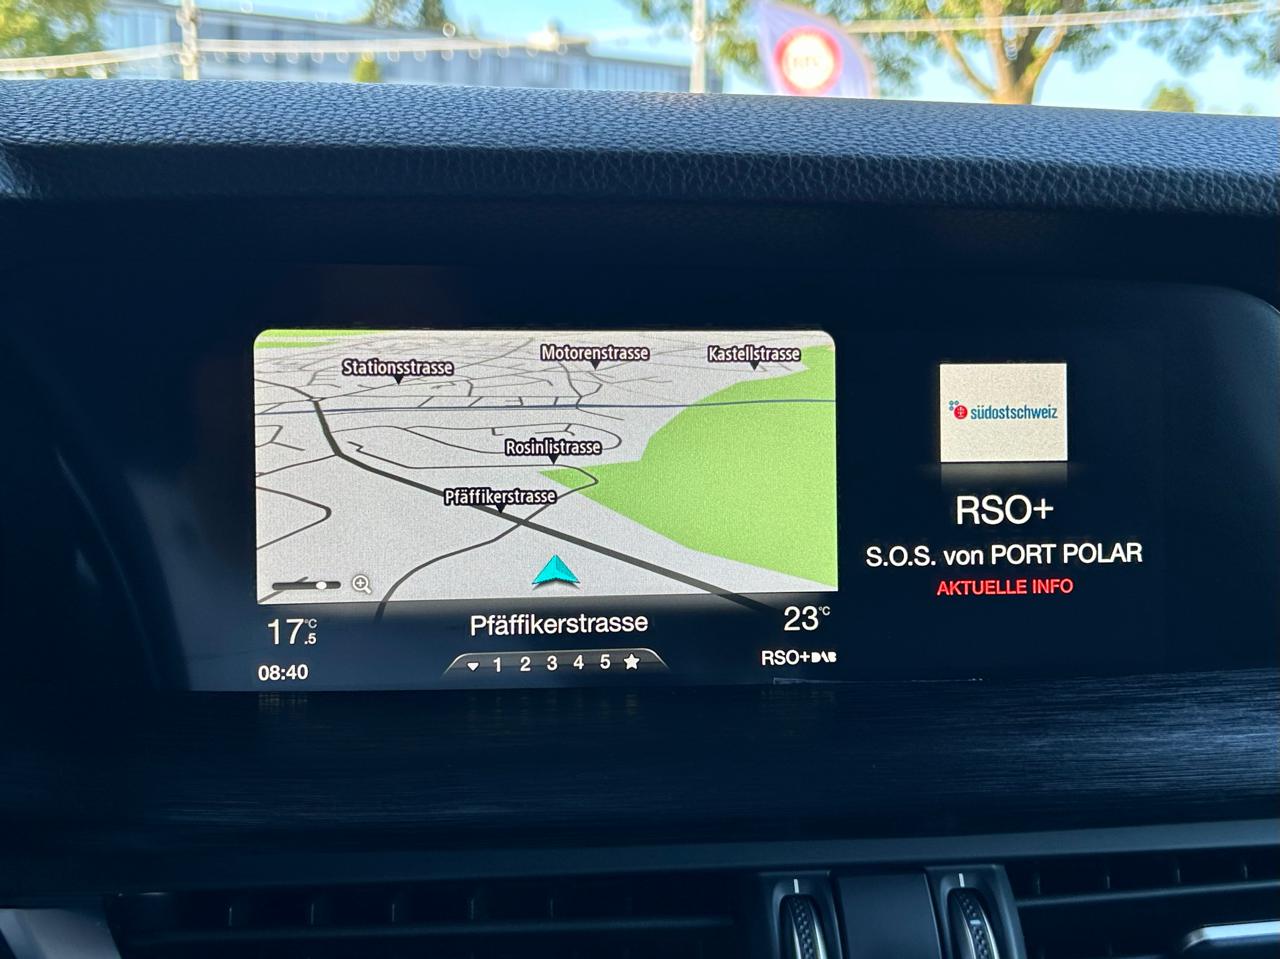 Stationsstrasse
Motorenstrasse
Kastellstrasse
Rosinlistrasse
Pfäffikerstrasse
südostschweiz
RSO+
S.O.S. von PORT POLAR
AKTUELLE INFO
17.5 °C
Pfäffikerstrasse
23°C
08:40
1 2 3 4 5
RSO+DAB